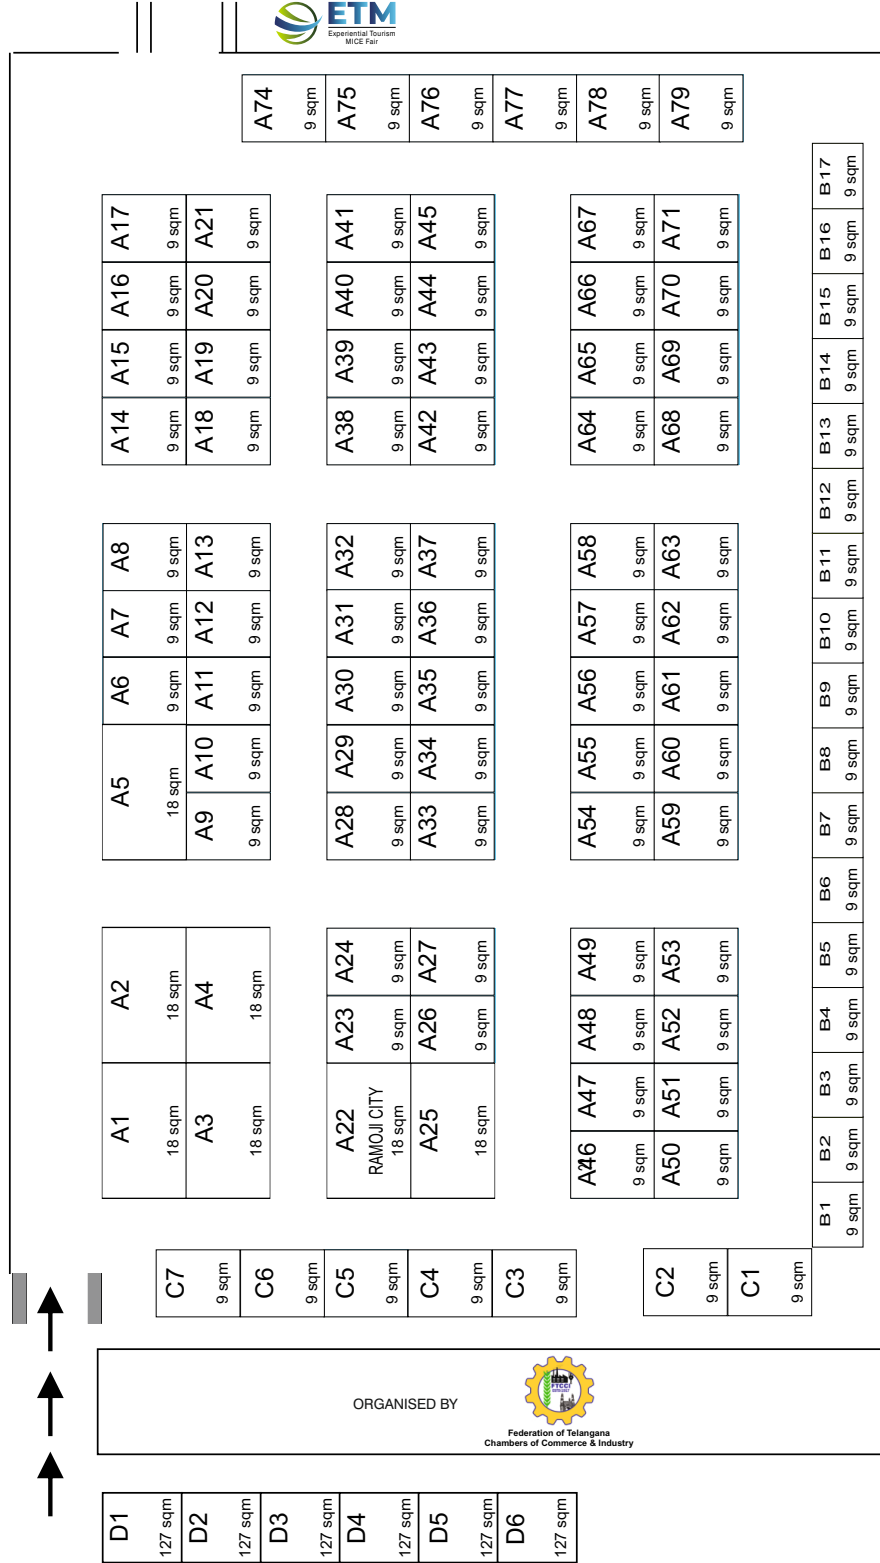 ETM
Experiential Tourism
MICE Fair
A74
9 sqm
A75
9 sqm
A76
9 sqm
A77
9 sqm
A78
9 sqm
A79
9 sqm
A17
9 sqm
A21
9 sqm
A16
9 sqm
A20
9 sqm
A15
9 sqm
A19
9 sqm
A14
9 sqm
A18
9 sqm
A41
9 sqm
A45
9 sqm
A40
9 sqm
A44
9 sqm
A39
9 sqm
A43
9 sqm
A38
9 sqm
A42
9 sqm
A67
9 sqm
A71
9 sqm
A66
9 sqm
A70
9 sqm
A65
9 sqm
A69
9 sqm
A64
9 sqm
A68
9 sqm
A8
9 sqm
A13
9 sqm
A7
9 sqm
A12
9 sqm
A6
9 sqm
A11
9 sqm
A5
18 sqm
A10
9 sqm
A9
9 sqm
A32
9 sqm
A37
9 sqm
A31
9 sqm
A36
9 sqm
A30
9 sqm
A35
9 sqm
A29
9 sqm
A34
9 sqm
A28
9 sqm
A33
9 sqm
A58
9 sqm
A63
9 sqm
A57
9 sqm
A62
9 sqm
A56
9 sqm
A61
9 sqm
A55
9 sqm
A60
9 sqm
A54
9 sqm
A59
9 sqm
A2
18 sqm
A4
18 sqm
A1
18 sqm
A3
18 sqm
A24
9 sqm
A27
9 sqm
A23
9 sqm
A26
9 sqm
A22
RAMOJI CITY
18 sqm
A25
18 sqm
A49
9 sqm
A53
9 sqm
A48
9 sqm
A52
9 sqm
A47
9 sqm
A51
9 sqm
A46
9 sqm
A50
9 sqm
B17
9 sqm
B16
9 sqm
B15
9 sqm
B14
9 sqm
B13
9 sqm
B12
9 sqm
B11
9 sqm
B10
9 sqm
B9
9 sqm
B8
9 sqm
B7
9 sqm
B6
9 sqm
B5
9 sqm
B4
9 sqm
B3
9 sqm
B2
9 sqm
B1
9 sqm
C7
9 sqm
C6
9 sqm
C5
9 sqm
C4
9 sqm
C3
9 sqm
C2
9 sqm
C1
9 sqm
ORGANISED BY
FTCCI
Federation of Telangana
Chambers of Commerce & Industry
D1
127 sqm
D2
127 sqm
D3
127 sqm
D4
127 sqm
D5
127 sqm
D6
127 sqm